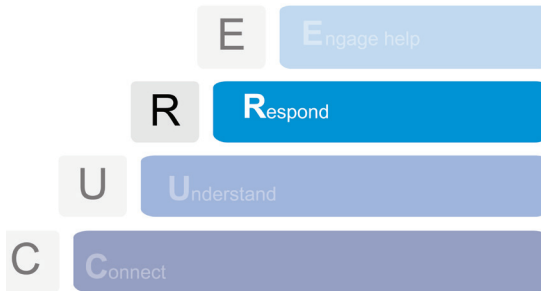 E Engage help
R Respond
U Understand
C Connect